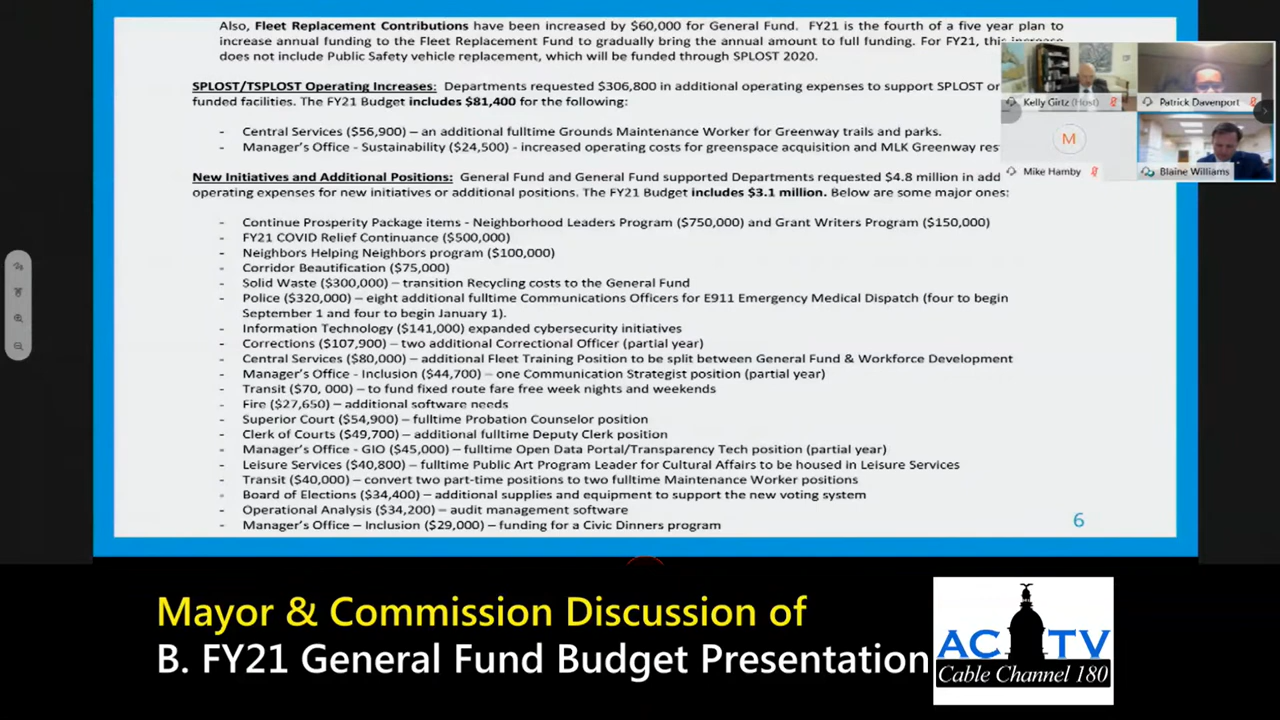 Also, Fleet Replacement Contributions have been increased by $60,000 for General Fund. FY21 is the fourth of a five year plan to
increase annual funding to the Fleet Replacement Fund to gradually bring the annual amount to full funding. For FY21, this increase
does not include Public Safety vehicle replacement, which will be funded through SPLOST 2020.
SPLOST/TSPLOST Operating Increases: Departments requested $306,800 in additional operating expenses to support SPLOST or
funded facilities. The FY21 Budget includes $81,400 for the following:
- Central Services ($56,900) – an additional fulltime Grounds Maintenance Worker for Greenway trails and parks.
- Manager's Office - Sustainability ($24,500) - increased operating costs for greenspace acquisition and MLK Greenway res
New Initiatives and Additional Positions: General Fund and General Fund supported Departments requested $4.8 million in add
operating expenses for new initiatives or additional positions. The FY21 Budget includes $3.1 million. Below are some major ones:
- Continue Prosperity Package items - Neighborhood Leaders Program ($750,000) and Grant Writers Program ($150,000)
- FY21 COVID Relief Continuance ($500,000)
- Neighbors Helping Neighbors program ($100,000)
- Corridor Beautification ($75,000)
- Solid Waste ($300,000) – transition Recycling costs to the General Fund
- Police ($320,000) – eight additional fulltime Communications Officers for E911 Emergency Medical Dispatch (four to begin
September 1 and four to begin January 1).
- Information Technology ($141,000) expanded cybersecurity initiatives
- Corrections ($107,900) – two additional Correctional Officer (partial year)
- Central Services ($80,000) – additional Fleet Training Position to be split between General Fund & Workforce Development
- Manager's Office - Inclusion ($44,700) – one Communication Strategist position (partial year)
- Transit ($70, 000) – to fund fixed route fare free week nights and weekends
- Fire ($27,650) – additional software needs
- Superior Court ($54,900) – fulltime Probation Counselor position
- Clerk of Courts ($49,700) – additional fulltime Deputy Clerk position
- Manager's Office - GIO ($45,000) – fulltime Open Data Portal/Transparency Tech position (partial year)
- Leisure Services ($40,800) – fulltime Public Art Program Leader for Cultural Affairs to be housed in Leisure Services
- Transit ($40,000) – convert two part-time positions to two fulltime Maintenance Worker positions
- Board of Elections ($34,400) – additional supplies and equipment to support the new voting system
- Operational Analysis ($34,200) – audit management software
- Manager's Office – Inclusion ($29,000) – funding for a Civic Dinners program
6
Kelly Girtz (Host)
Patrick Davenport
M
Mike Hamby
Blaine Williams
Mayor & Commission Discussion of
B. FY21 General Fund Budget Presentation
AC TV
Cable Channel 180